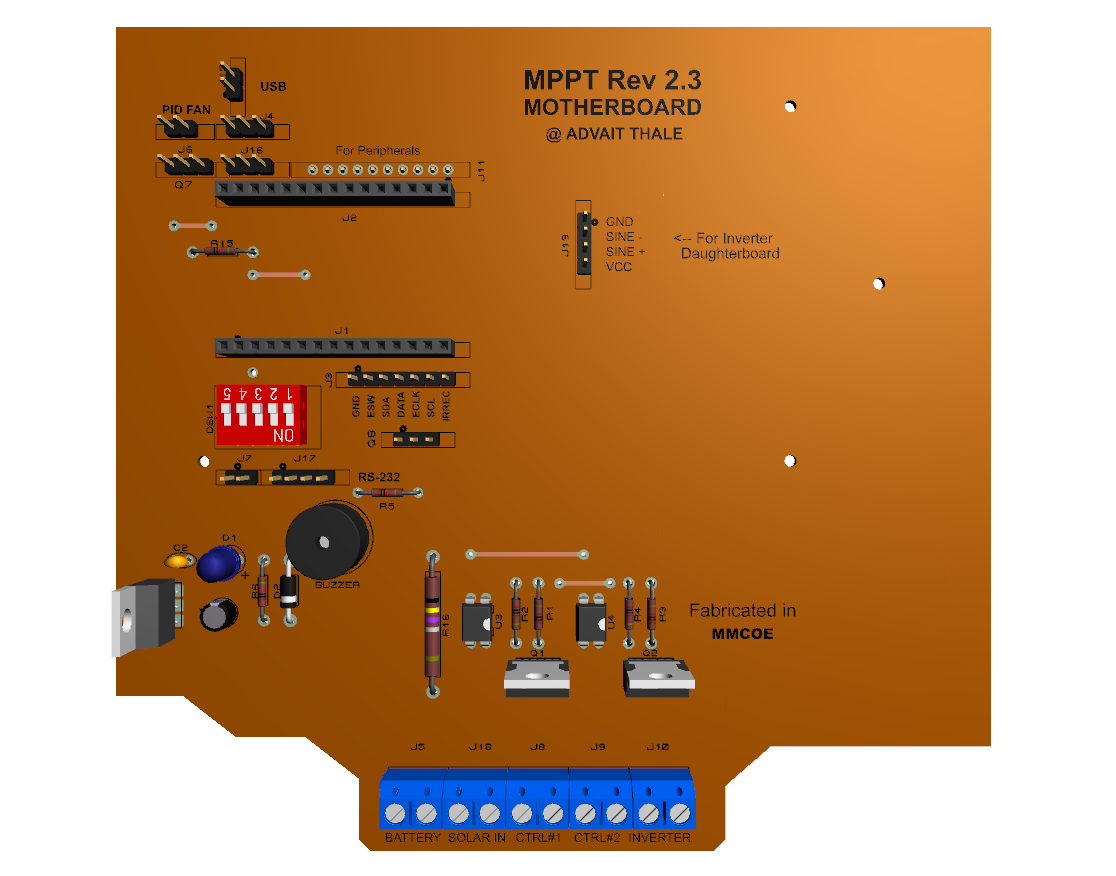 MPPT Rev 2.3
MOTHERBOARD
@ ADVAIT THALE
USB
PID FAN
J4
J6
J16
For Peripherals
J11
Q7
J2
R15
J19
GND
SINE -
SINE +
VCC
<-- For Inverter
Daughterboard
J1
J3
GND
ESW
SDA
DATA
ECLK
SCL
IRREC
DSW1
1 2 3 4 5
ON
Q8
J7
J17
RS-232
R5
C2
D1
+
R6
D2
BUZZER
R16
U3
R2
R1
U4
R4
R3
Fabricated in
MMCOE
Q1
Q2
J5
J18
J8
J9
J10
BATTERY
SOLAR IN
CTRL#1
CTRL#2
INVERTER